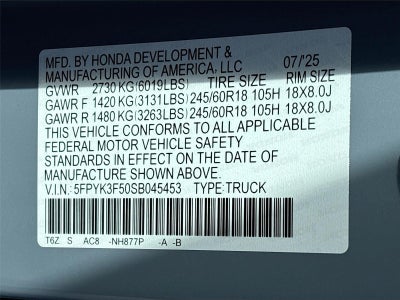 MFD. BY HONDA DEVELOPMENT &
MANUFACTURING OF AMERICA, LLC 07/'25
GVWR 2730 KG (6019LBS) TIRE SIZE RIM SIZE
GAWR F 1420 KG (3131LBS) 245/60R18 105H 18X8.0J
GAWR R 1480 KG (3263LBS) 245/60R18 105H 18X8.0J
THIS VEHICLE CONFORMS TO ALL APPLICABLE
FEDERAL MOTOR VEHICLE SAFETY
STANDARDS IN EFFECT ON THE DATE OF
MANUFACTURE SHOWN ABOVE.
V.I.N.: 5FPYK3F50SB045453 TYPE: TRUCK
T6Z S AC8 -NH877P -A -B